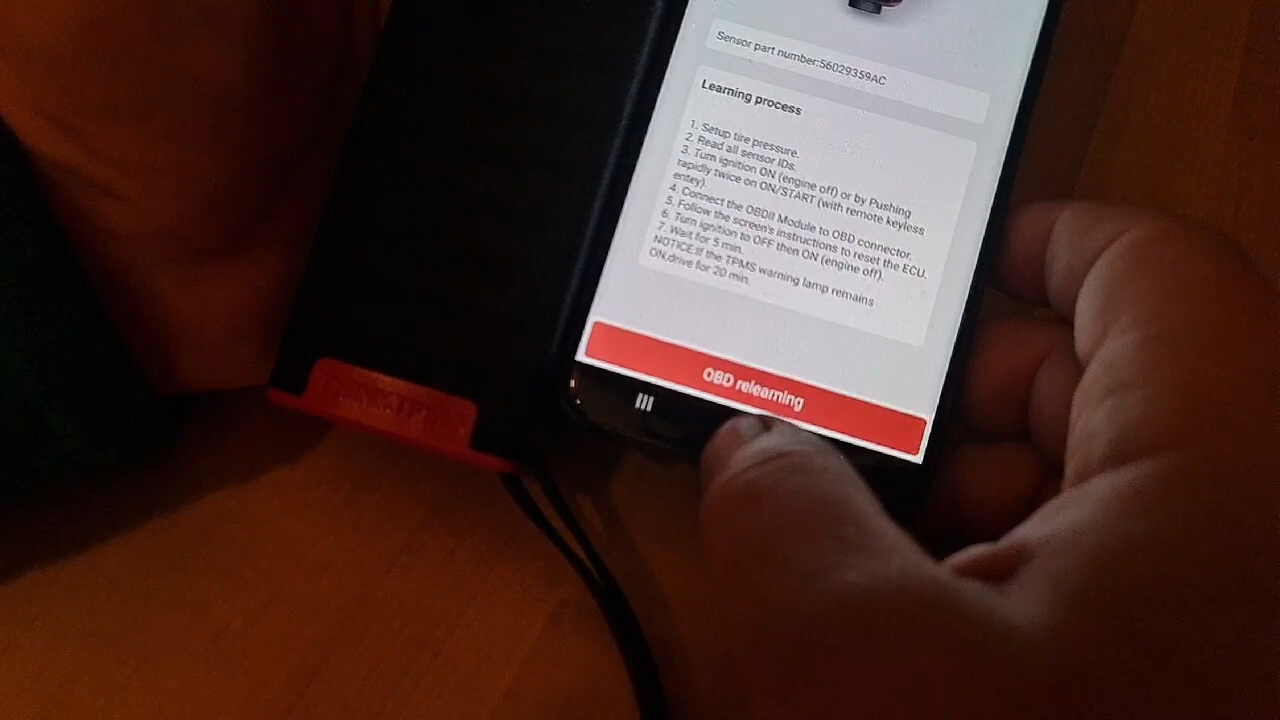 Sensor part number:56029359AC
Learning process
1. Setup tire pressure.
2. Read all sensor IDs.
3. Turn ignition ON (engine off) or by Pushing
rapidly twice on ON/START (with remote keyless
entey).
4. Connect the OBDII Module to OBD connector.
5. Follow the screen's instructions to reset the ECU.
6. Turn ignition to OFF then ON (engine off).
7. Wait for 5 min.
NOTICE:If the TPMS warning lamp remains
ON,drive for 20 min.
OBD relearning